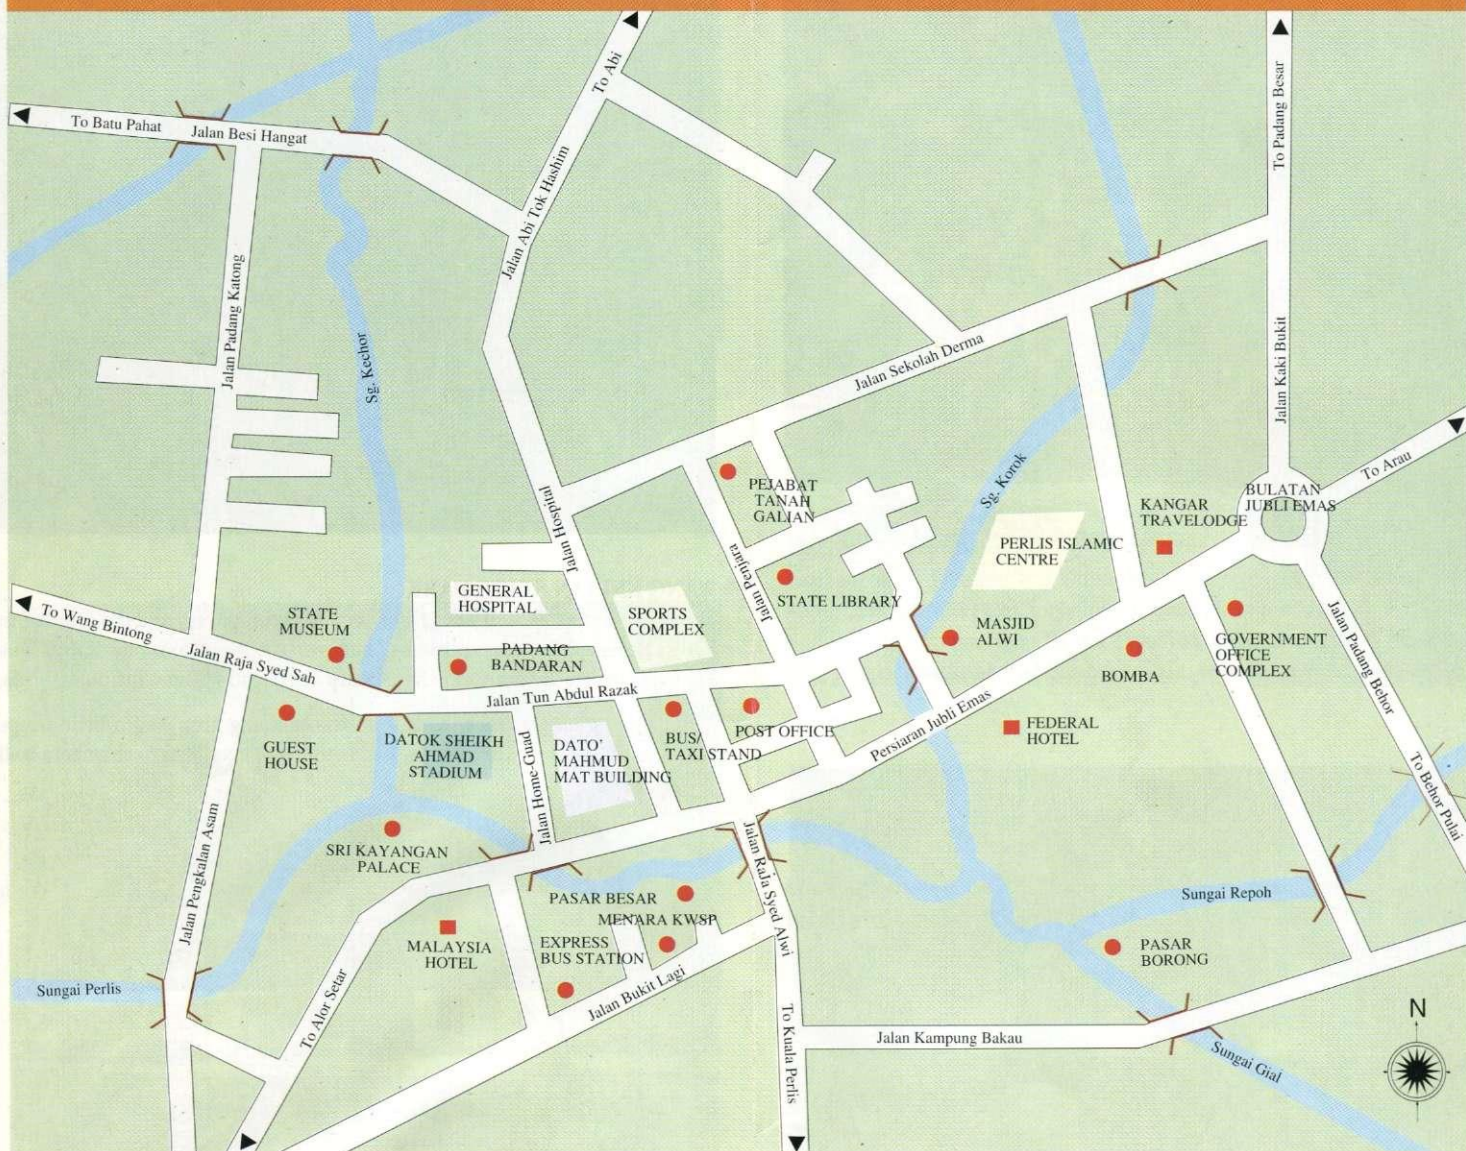 To Abi
To Padang Besar
To Batu Pahat
Jalan Besi Hangat
Jalan Abi Tok Hashim
Jalan Padang Katong
Sg. Kechor
Jalan Sekolah Derma
Jalan Kaki Bukit
To Arau
Sg. Korok
PEJABAT
TANAH
GALIAN
KANGAR
TRAVELODGE
BULATAN
JUBLI EMAS
Jalan Hospital
Jalan Penjara
PERLIS ISLAMIC
CENTRE
GENERAL
HOSPITAL
SPORTS
COMPLEX
STATE LIBRARY
To Wang Bintong
STATE
MUSEUM
MASJID
ALWI
GOVERNMENT
OFFICE
COMPLEX
Jalan Padang Behor
Jalan Raja Syed Sah
PADANG
BANDARAN
BOMBA
Jalan Tun Abdul Razak
GUEST
HOUSE
DATOK SHEIKH
AHMAD
STADIUM
Jalan Home-Guad
DATO'
MAHMUD
MAT BUILDING
BUS/
TAXI STAND
POST OFFICE
Persiaran Jubli Emas
FEDERAL
HOTEL
To Behor Pulai
Jalan Pengkalan Asam
SRI KAYANGAN
PALACE
Jalan RaJa Syed Alwi
PASAR BESAR
MENARA KWSP
Sungai Repoh
MALAYSIA
HOTEL
EXPRESS
BUS STATION
PASAR
BORONG
Sungai Perlis
Jalan Bukit Lagi
To Alor Setar
To Kuala Perlis
Jalan Kampung Bakau
Sungai Gial
N